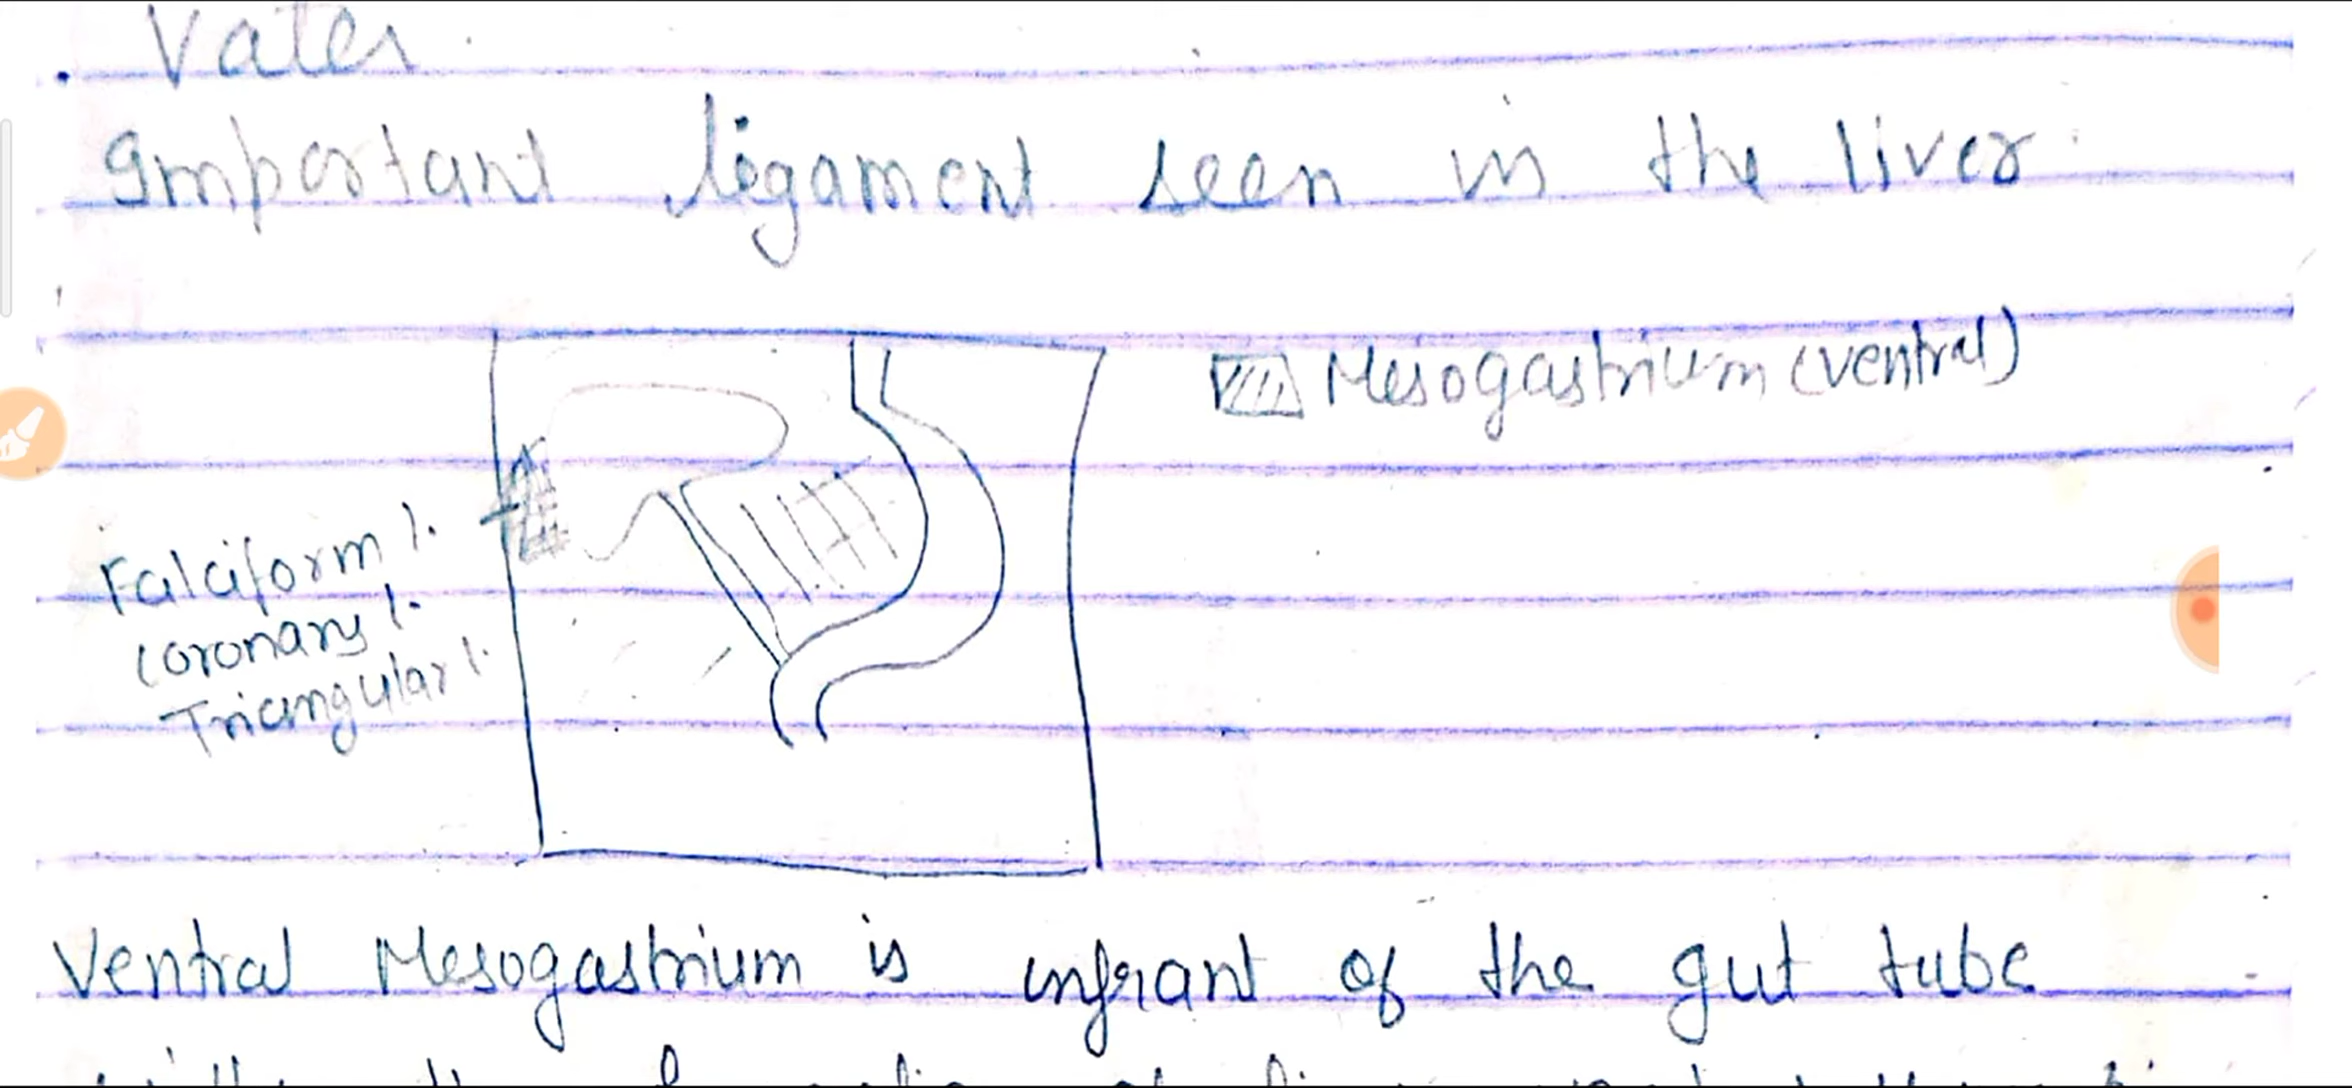 . Vater
Important ligament seen in the liver
Mesogastrium (ventral)
Falciform l.
coronary l.
Triangular l.
Ventral Mesogastrium is infrant of the gut tube